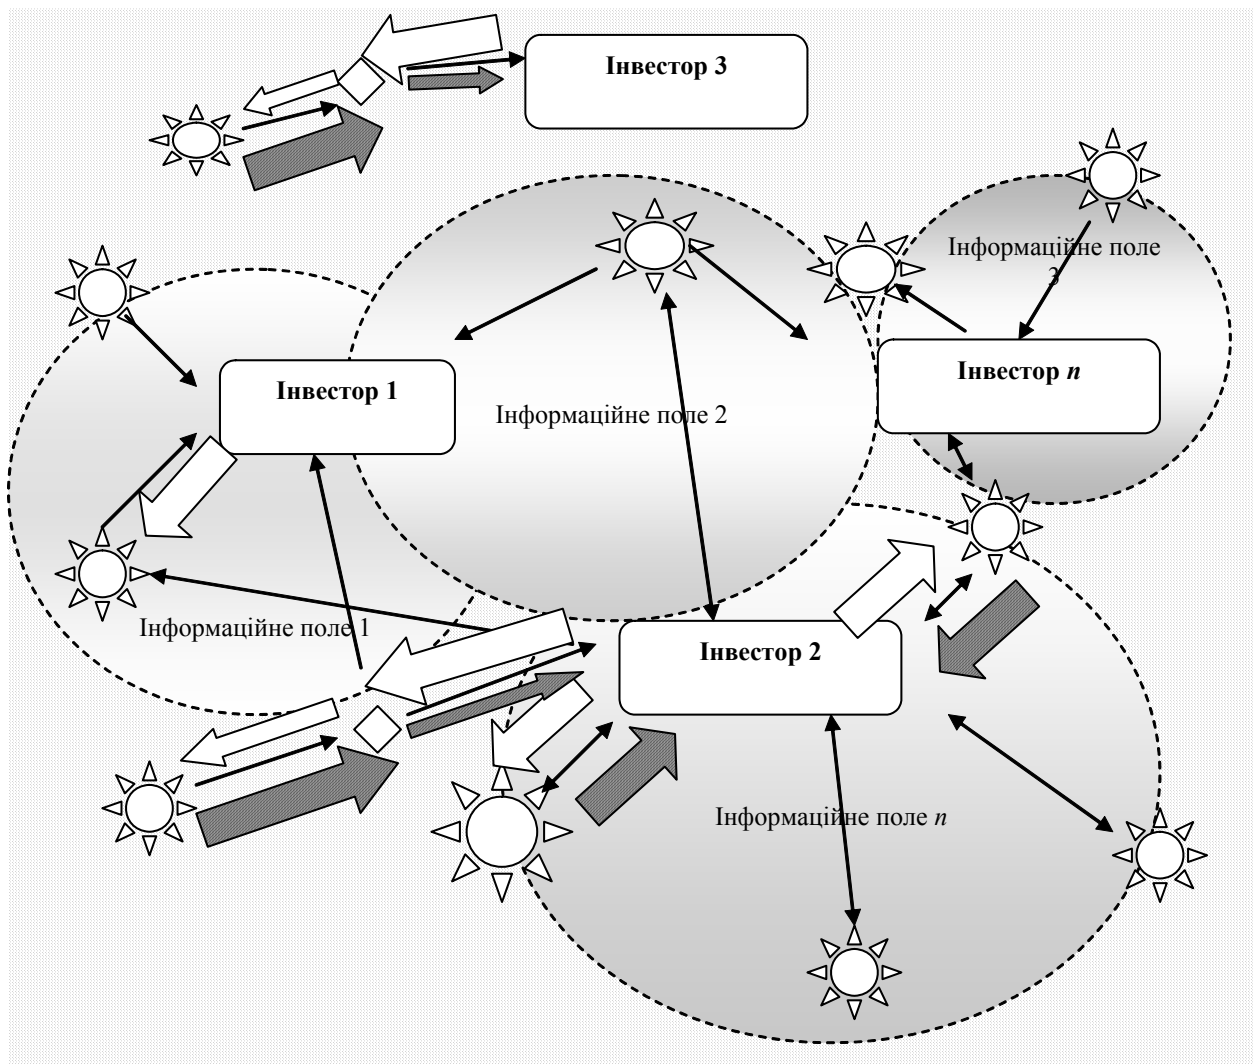 Інвестор 3
Інформаційне поле
3
Інвестор n
Інвестор 1
Інформаційне поле 2
Інформаційне поле 1
Інвестор 2
Інформаційне поле n